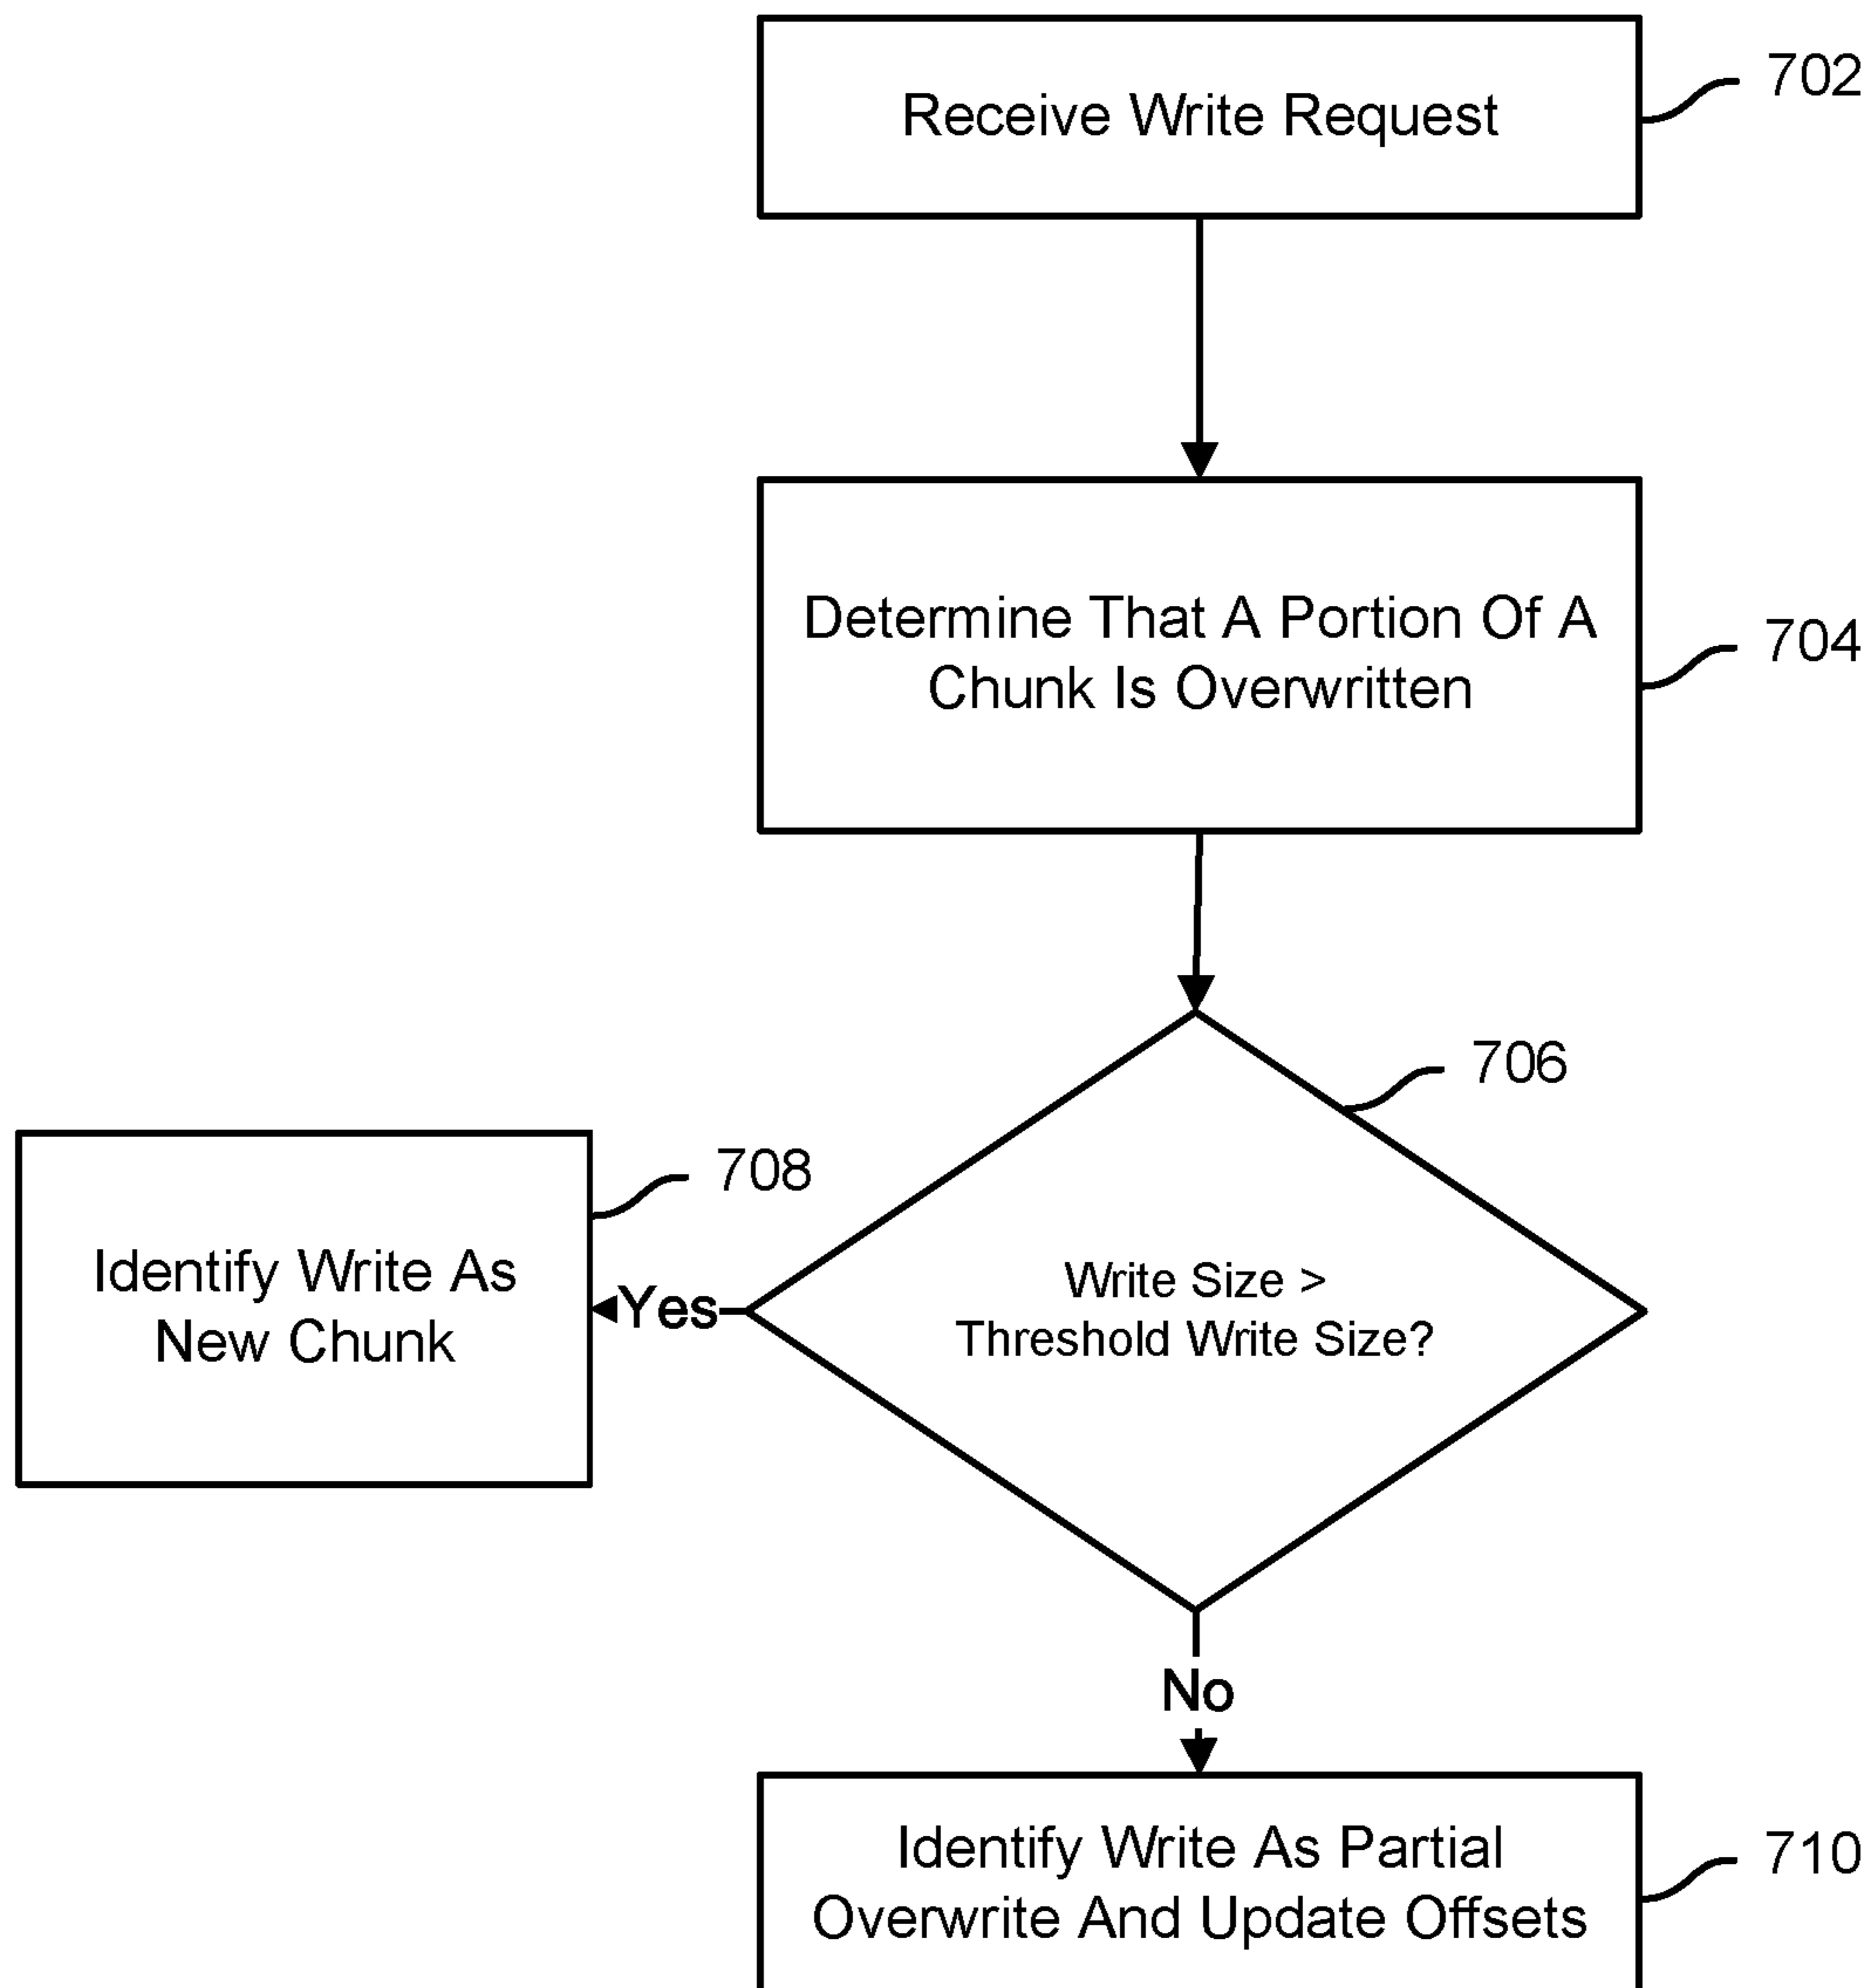 Receive Write Request
702
Determine That A Portion Of A
Chunk Is Overwritten
704
706
Write Size >
Threshold Write Size?
Yes
708
Identify Write As
New Chunk
No
Identify Write As Partial
Overwrite And Update Offsets
710